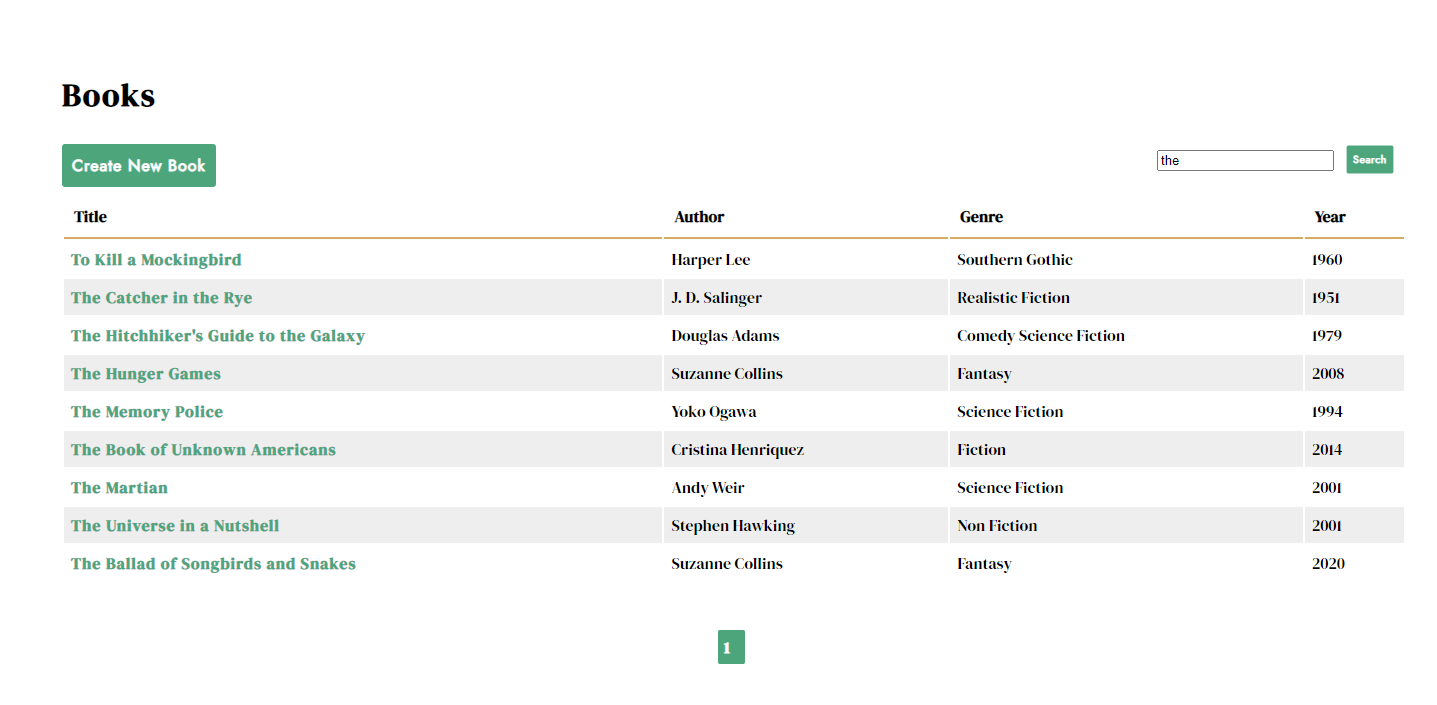 Books
Create New Book the Search
Title Author Genre Year
To Kill a Mockingbird Harper Lee Southern Gothic 1960
The Catcher in the Rye J. D. Salinger Realistic Fiction 1951
The Hitchhiker's Guide to the Galaxy Douglas Adams Comedy Science Fiction 1979
The Hunger Games Suzanne Collins Fantasy 2008
The Memory Police Yoko Ogawa Science Fiction 1994
The Book of Unknown Americans Cristina Henriquez Fiction 2014
The Martian Andy Weir Science Fiction 2001
The Universe in a Nutshell Stephen Hawking Non Fiction 2001
The Ballad of Songbirds and Snakes Suzanne Collins Fantasy 2020
1